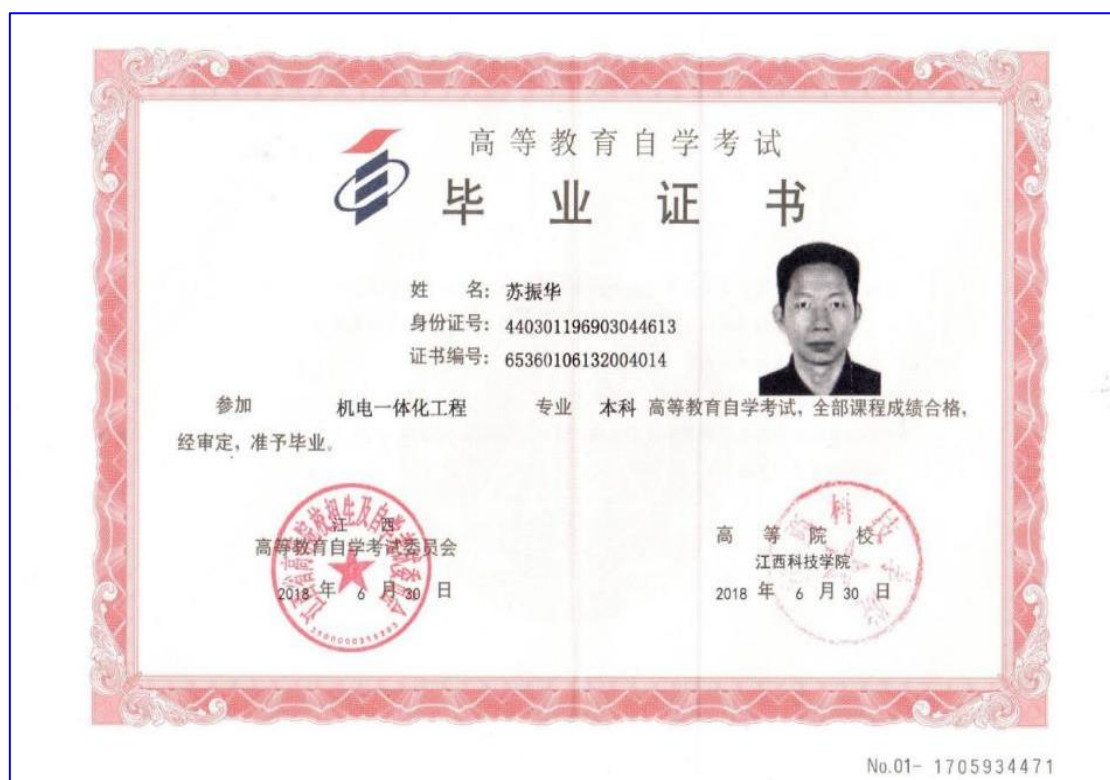 高等教育自学考试
毕业证书
姓 名：苏振华
身份证号：440301196903044613
证书编号：65360106132004014
参加 机电一体化工程 专业 本科 高等教育自学考试，全部课程成绩合格，
经审定，准予毕业。
江 西
高等教育自学考试委员会
2018 年 6 月 30 日
高 等 院 校
江西科技学院
2018 年 6 月 30 日
No.01- 1705934471